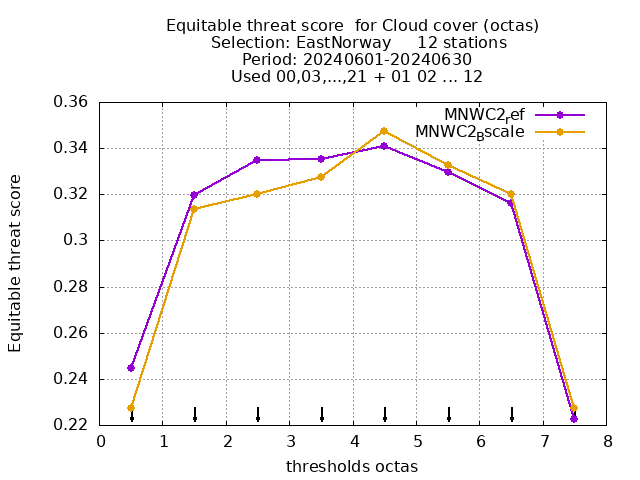 Equitable threat score  for Cloud cover (octas)
Selection: EastNorway     12 stations
Period: 20240601-20240630
Used 00,03,...,21 + 01 02 ... 12
MNWC2ref
MNWC2Bscale
0.36
0.34
0.32
0.3
0.28
0.26
0.24
0.22
Equitable threat score
0 1 2 3 4 5 6 7 8
thresholds octas